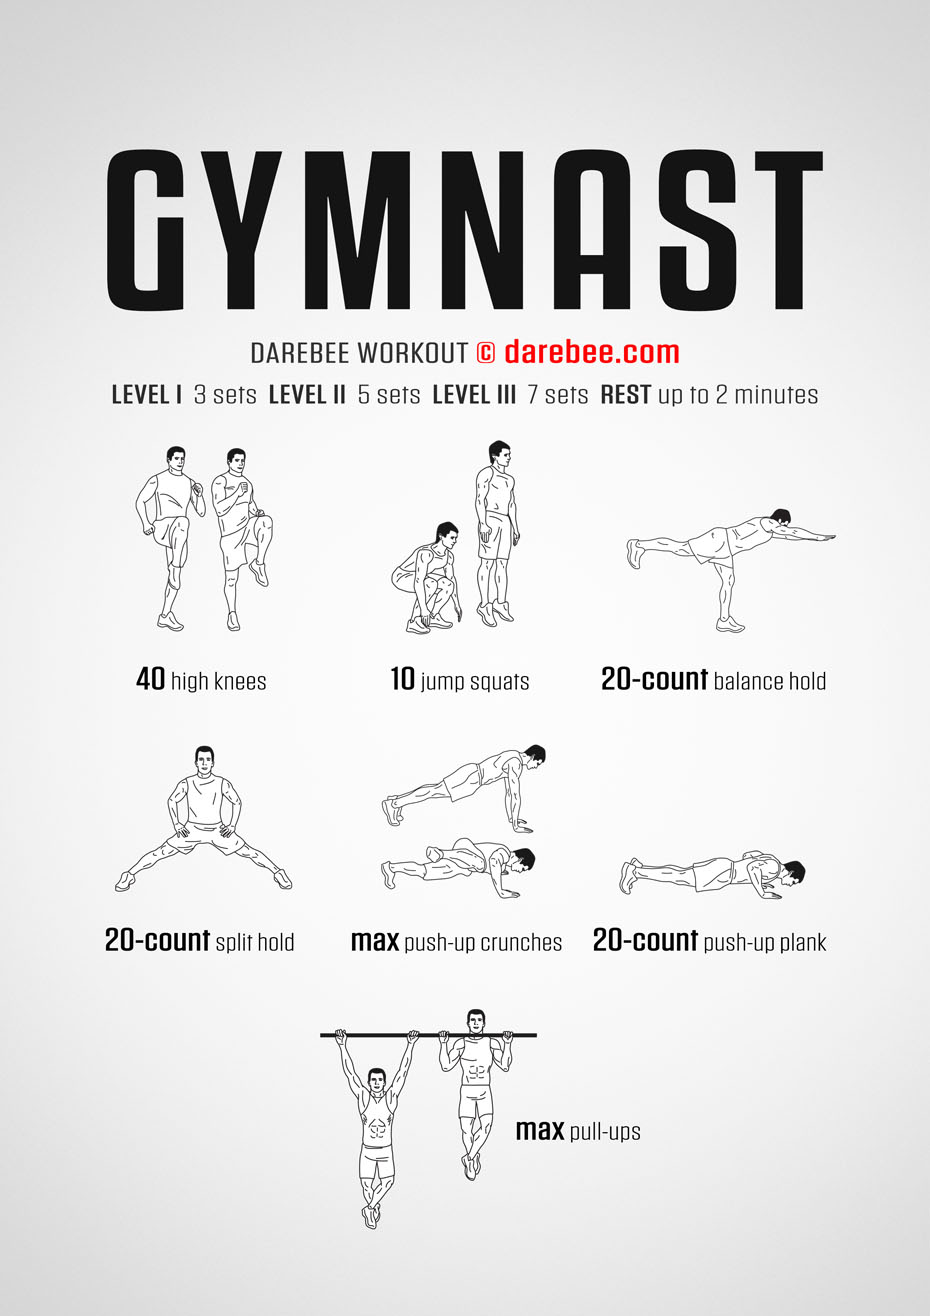 GYMNAST
DAREBEE WORKOUT © darebee.com
LEVEL I 3 sets LEVEL II 5 sets LEVEL III 7 sets REST up to 2 minutes
40 high knees
10 jump squats
20-count balance hold
20-count split hold
max push-up crunches
20-count push-up plank
max pull-ups